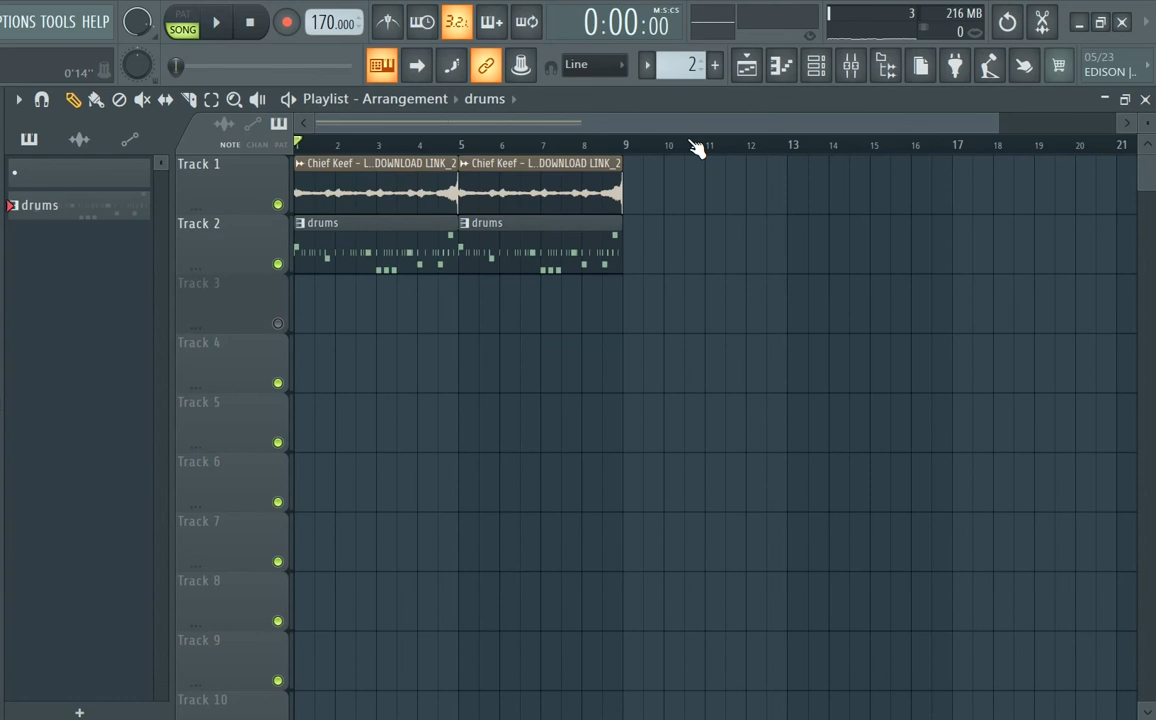 PTIONS TOOLS HELP
PAT
SONG
170.000
3.2.
0:00:00
M:S:CS
3
216 MB
0
0'14"
Line
2
05/23
EDISON |..
Playlist - Arrangement
drums
NOTE CHAN PAT
2 3 4 5 6 7 8 9 10 11 12 13 14 15 16 17 18 19 20 21
drums
Track 1
Chief Keef - L..DOWNLOAD LINK_2
Chief Keef - L..DOWNLOAD LINK_2
Track 2
drums
drums
Track 3
Track 4
Track 5
Track 6
Track 7
Track 8
Track 9
Track 10